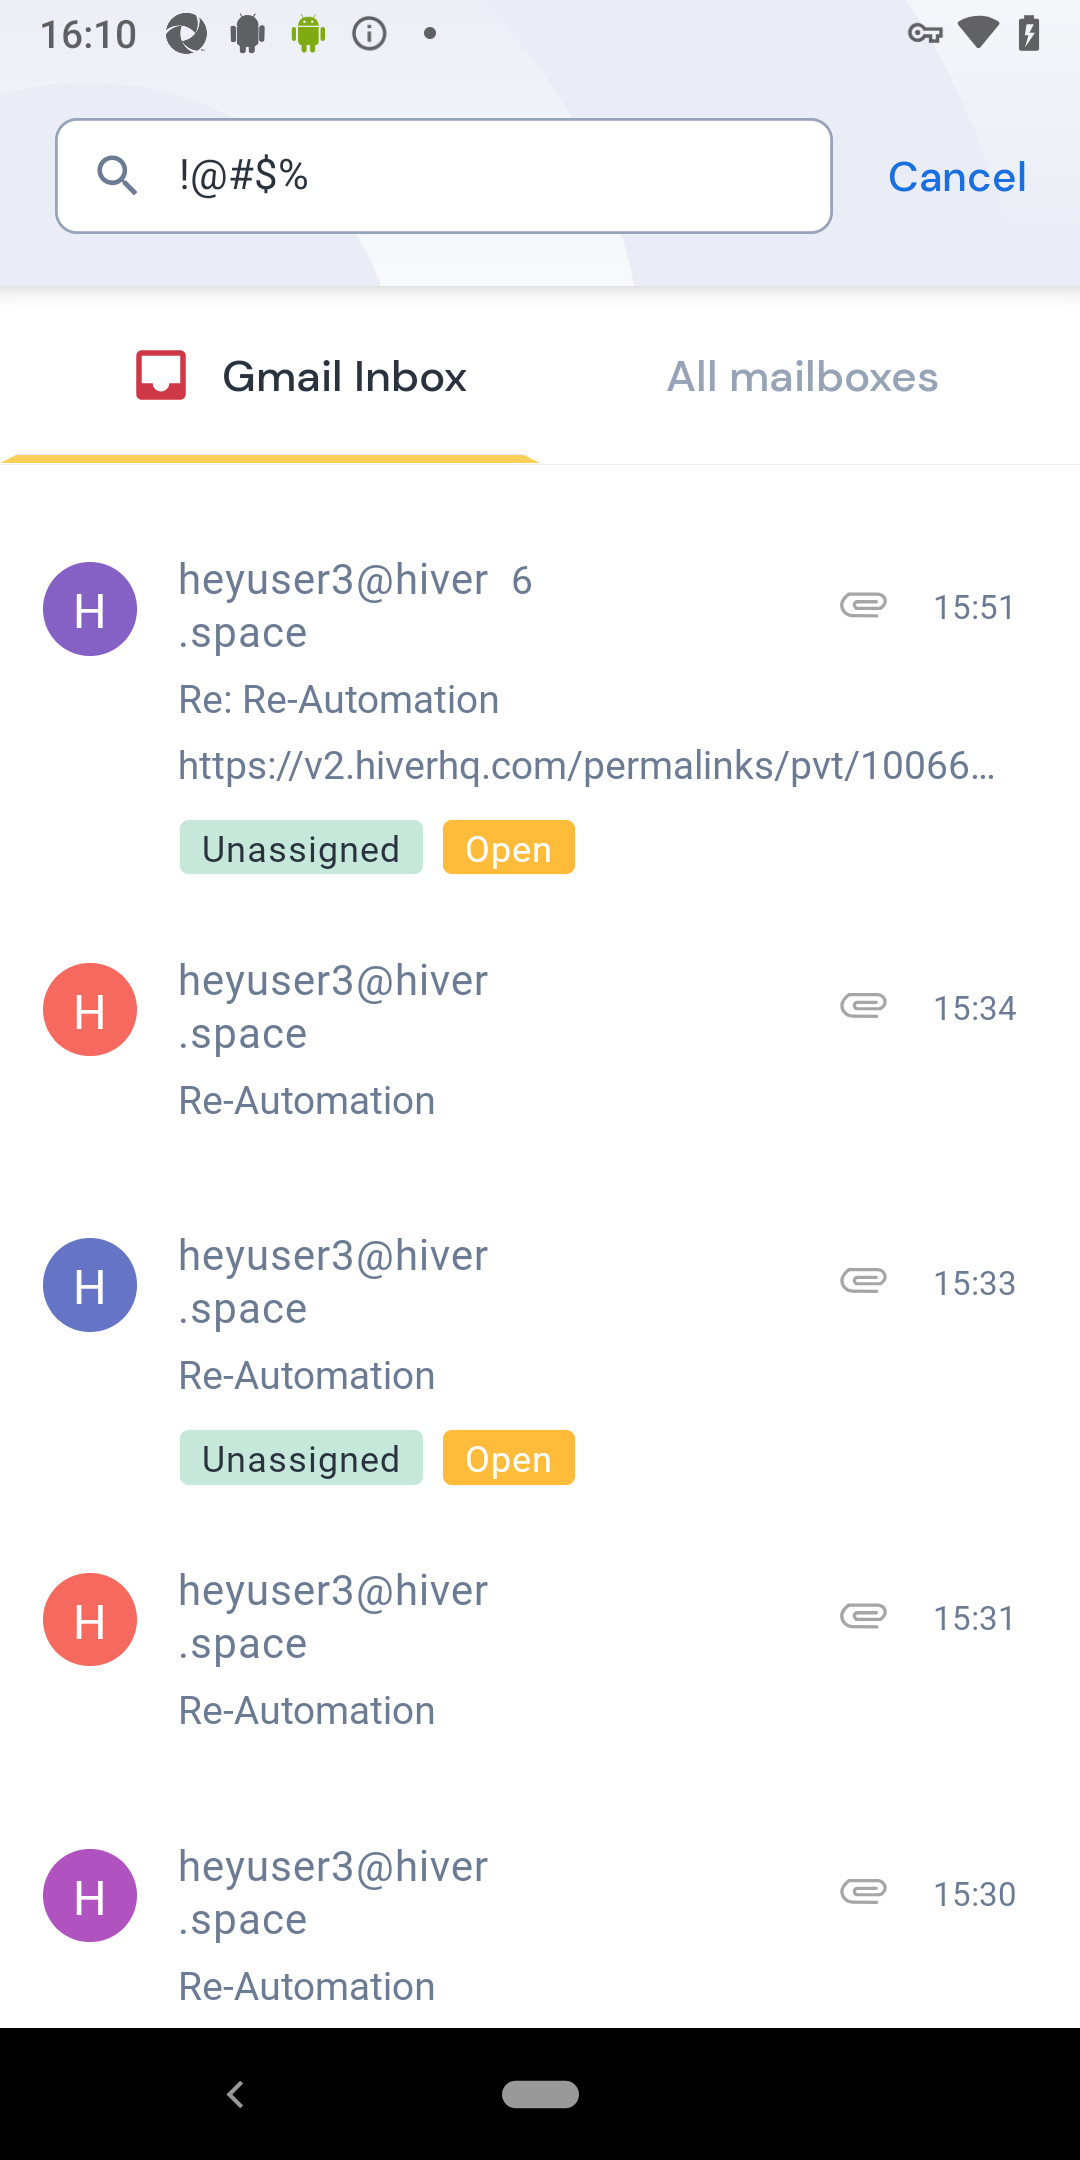 16:10
!@#$%
Cancel
Gmail Inbox
All mailboxes
H
heyuser3@hiver 6
.space
15:51
Re: Re-Automation
https://v2.hiverhq.com/permalinks/pvt/10066…
Unassigned
Open
H
heyuser3@hiver
.space
15:34
Re-Automation
H
heyuser3@hiver
.space
15:33
Re-Automation
Unassigned
Open
H
heyuser3@hiver
.space
15:31
Re-Automation
H
heyuser3@hiver
.space
15:30
Re-Automation